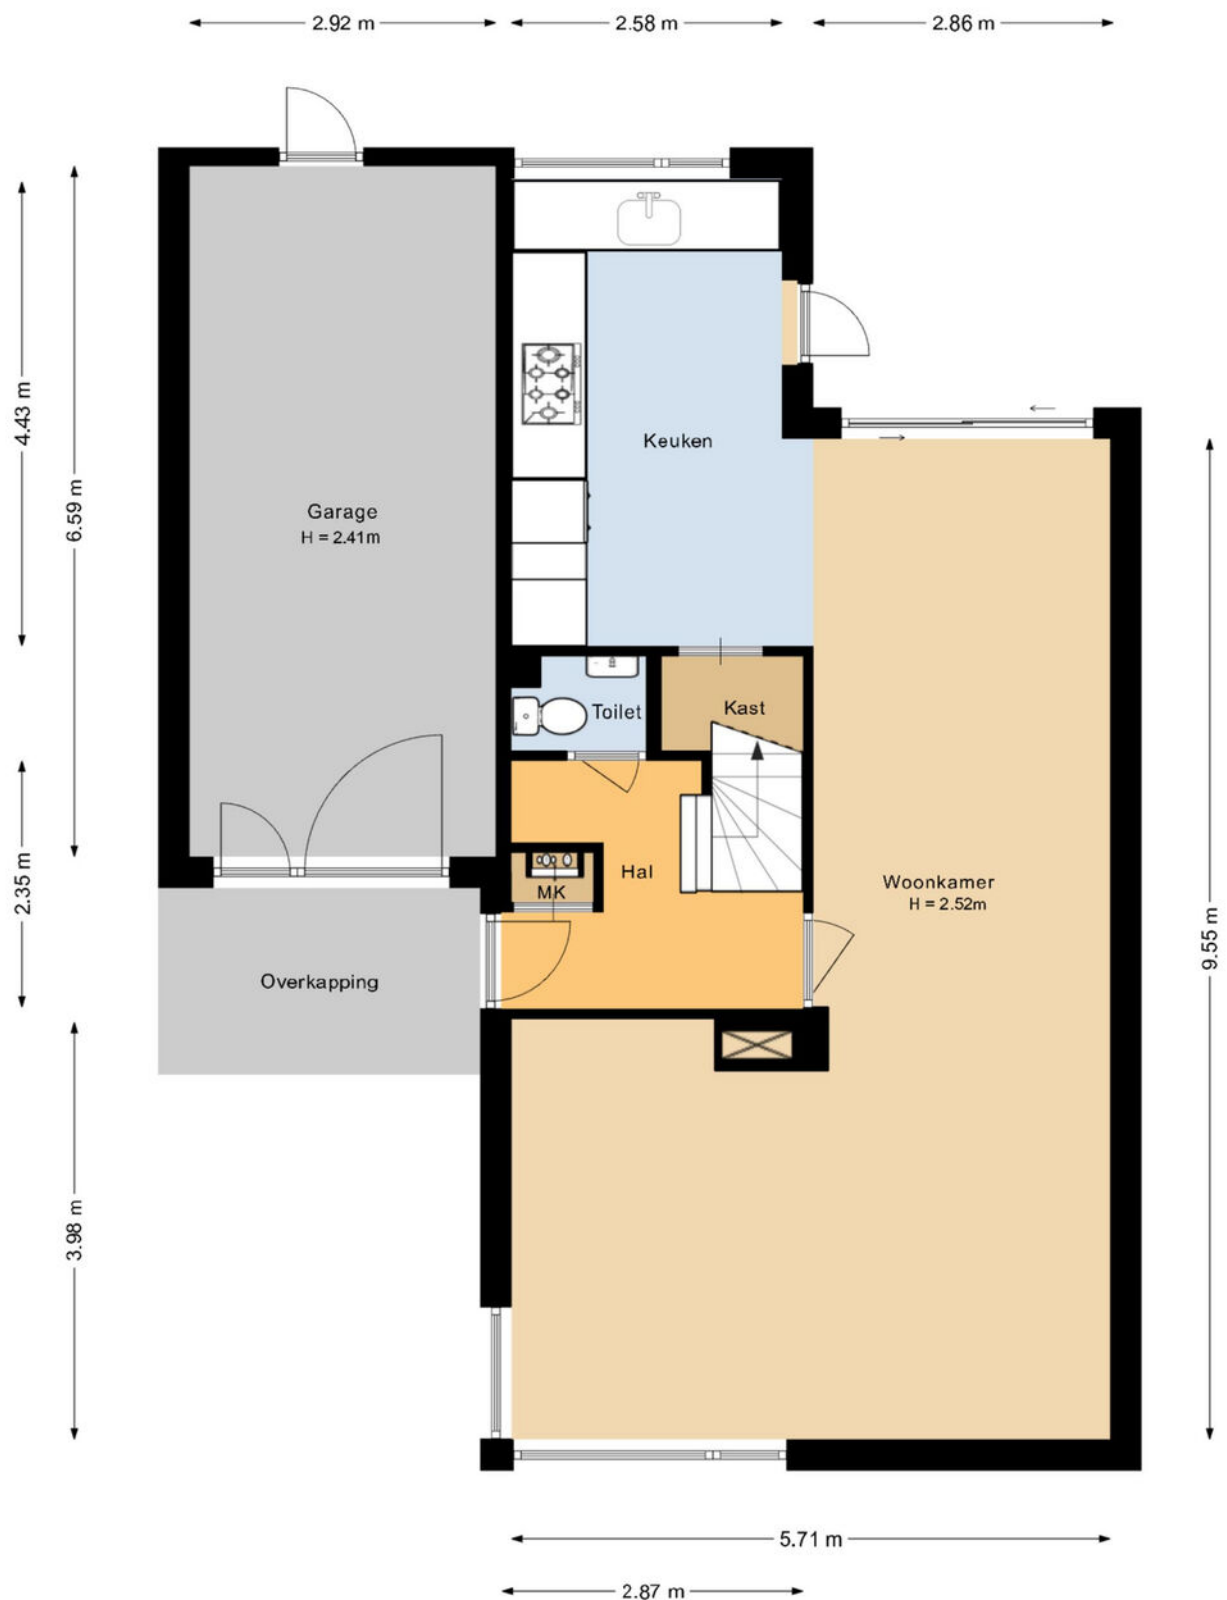 2.92 m
2.58 m
2.86 m
4.43 m
6.59 m
Keuken
Garage
H = 2.41m
Toilet
Kast
2.35 m
Hal
MK
Woonkamer
H = 2.52m
9.55 m
Overkapping
3.98 m
5.71 m
2.87 m